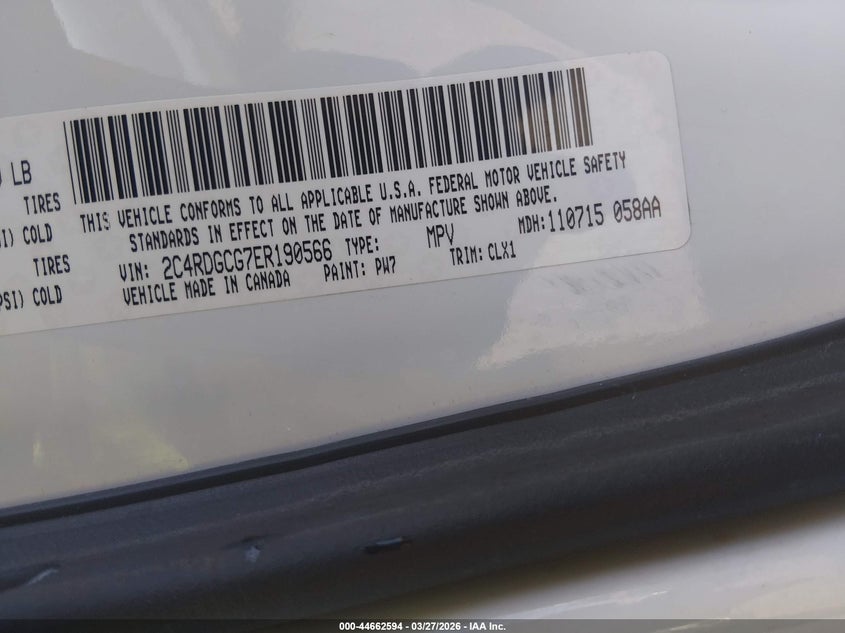 LB
TIRES
COLD
TIRES
PSI) COLD
THIS VEHICLE CONFORMS TO ALL APPLICABLE U.S.A. FEDERAL MOTOR VEHICLE SAFETY
STANDARDS IN EFFECT ON THE DATE OF MANUFACTURE SHOWN ABOVE.
VIN: 2C4RDGCG7ER190566 TYPE: MPV MDH:110715 058AA
VEHICLE MADE IN CANADA PAINT: PW7 TRIM: CLX1
000-44662594 - 03/27/2026 - IAA Inc.